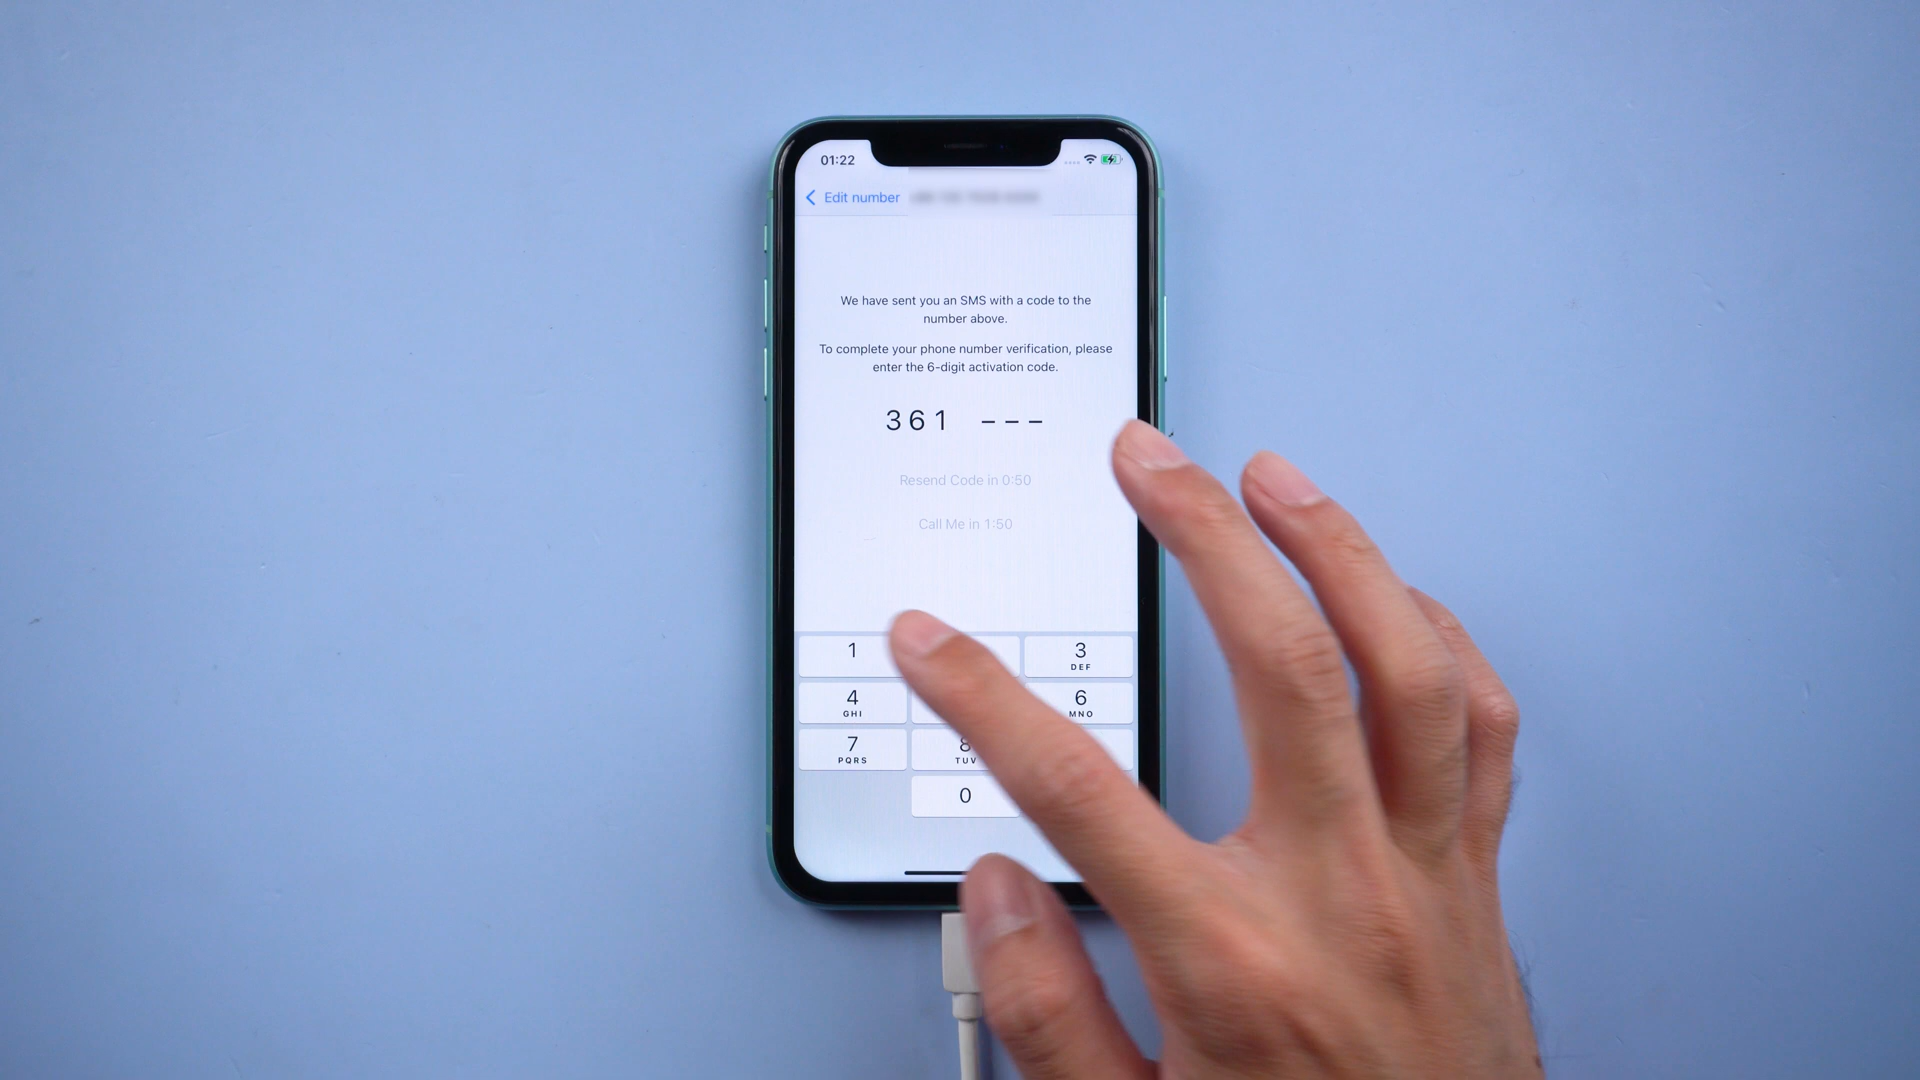 01:22
Edit number
We have sent you an SMS with a code to the
number above.
To complete your phone number verification, please
enter the 6-digit activation code.
361 ---
Resend Code in 0:50
Call Me in 1:50
1
3
DEF
4
GHI
6
MNO
7
PQRS
8
TUV
0